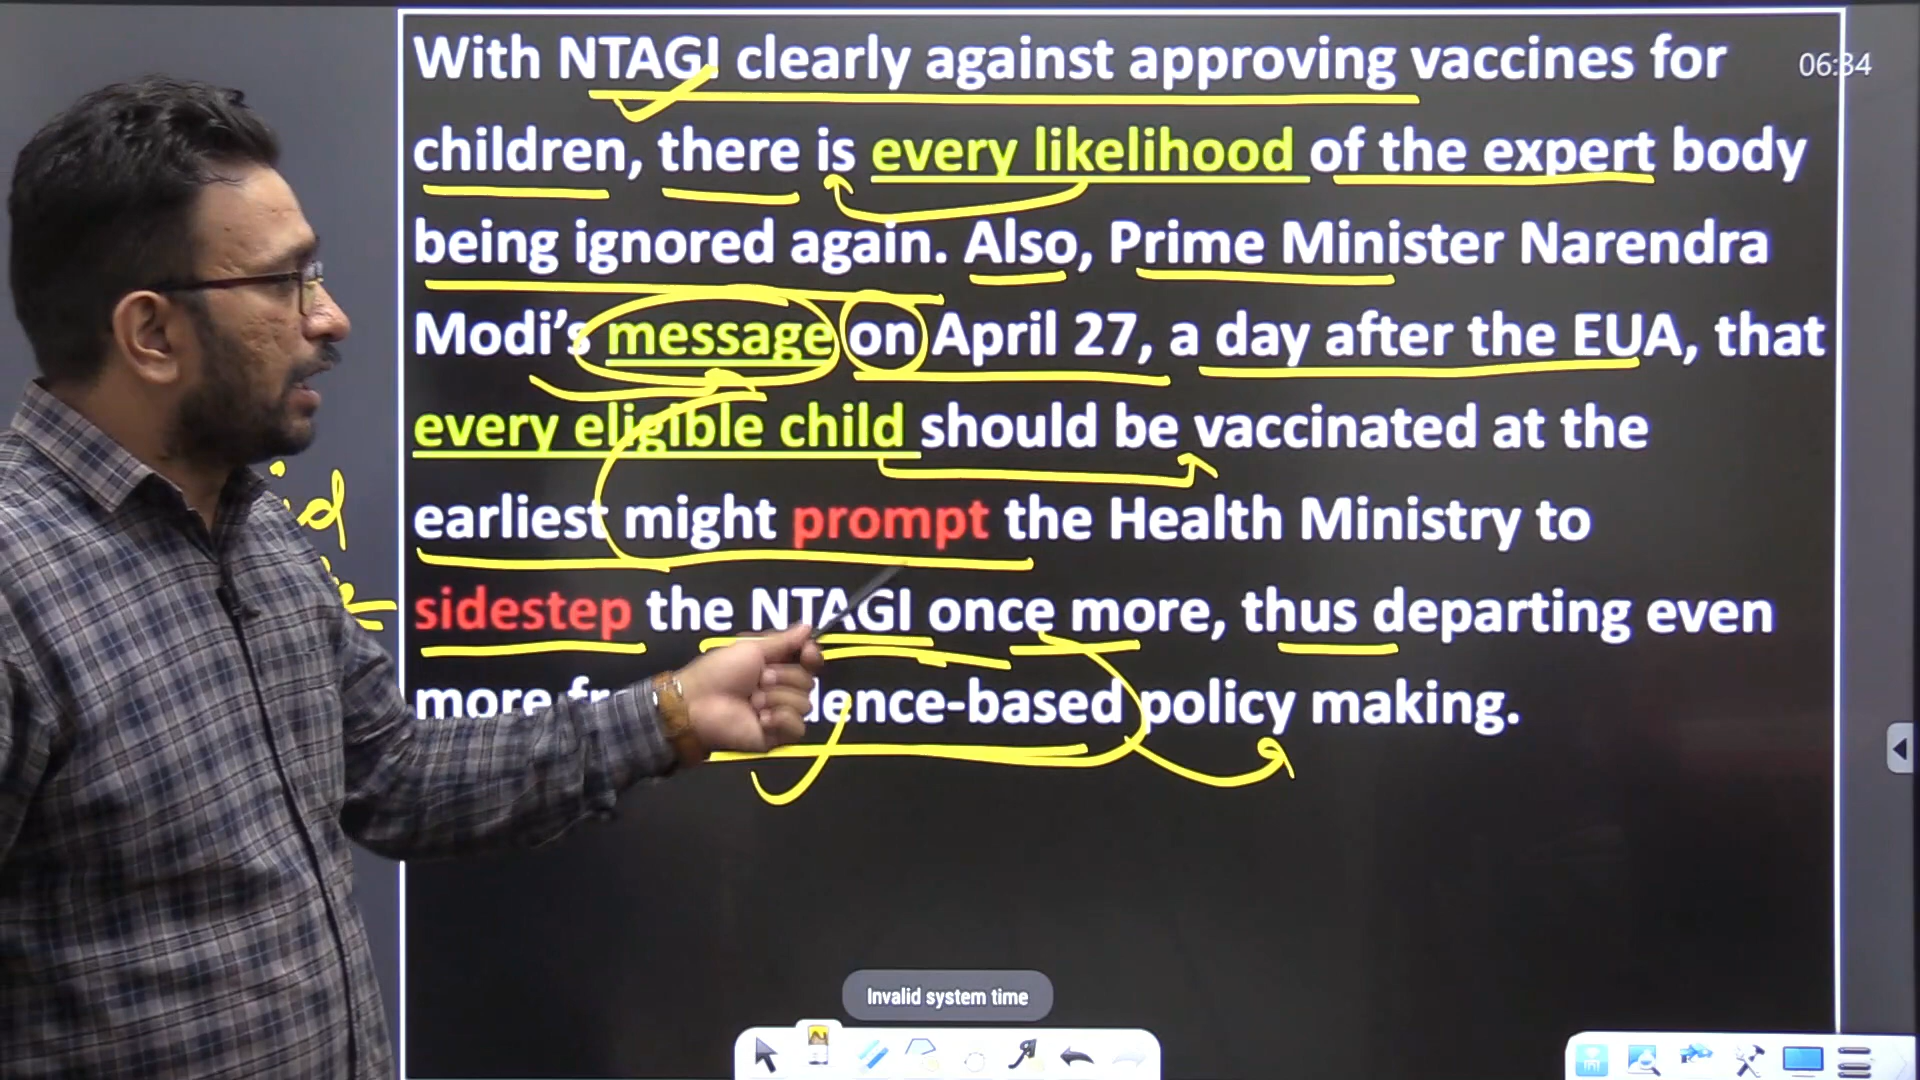 With NTAGI clearly against approving vaccines for
06:34
children, there is every likelihood of the expert body
being ignored again. Also, Prime Minister Narendra
Modi's message on April 27, a day after the EUA, that
every eligible child should be vaccinated at the
earliest might prompt the Health Ministry to
sidestep the NTAGI once more, thus departing even
more dence-based policy making.
Invalid system time